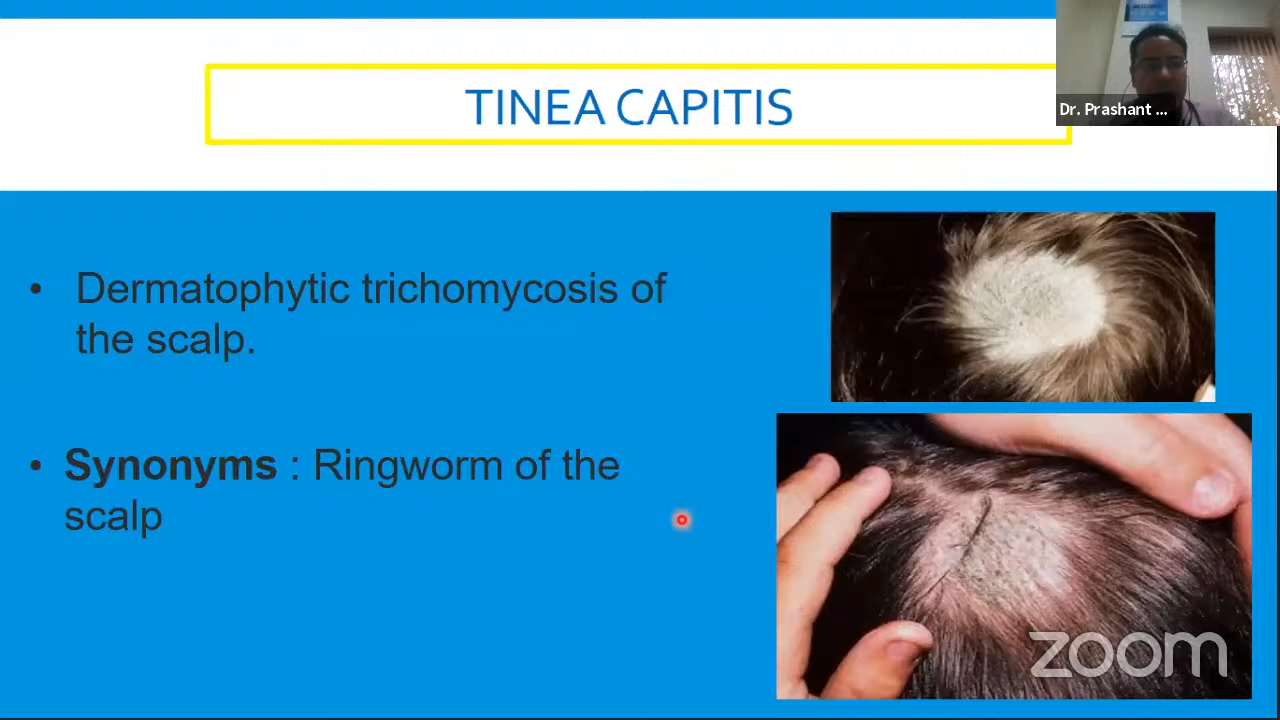 TINEA CAPITIS
Dr. Prashant ...
• Dermatophytic trichomycosis of
the scalp.
• Synonyms : Ringworm of the
scalp
zoom